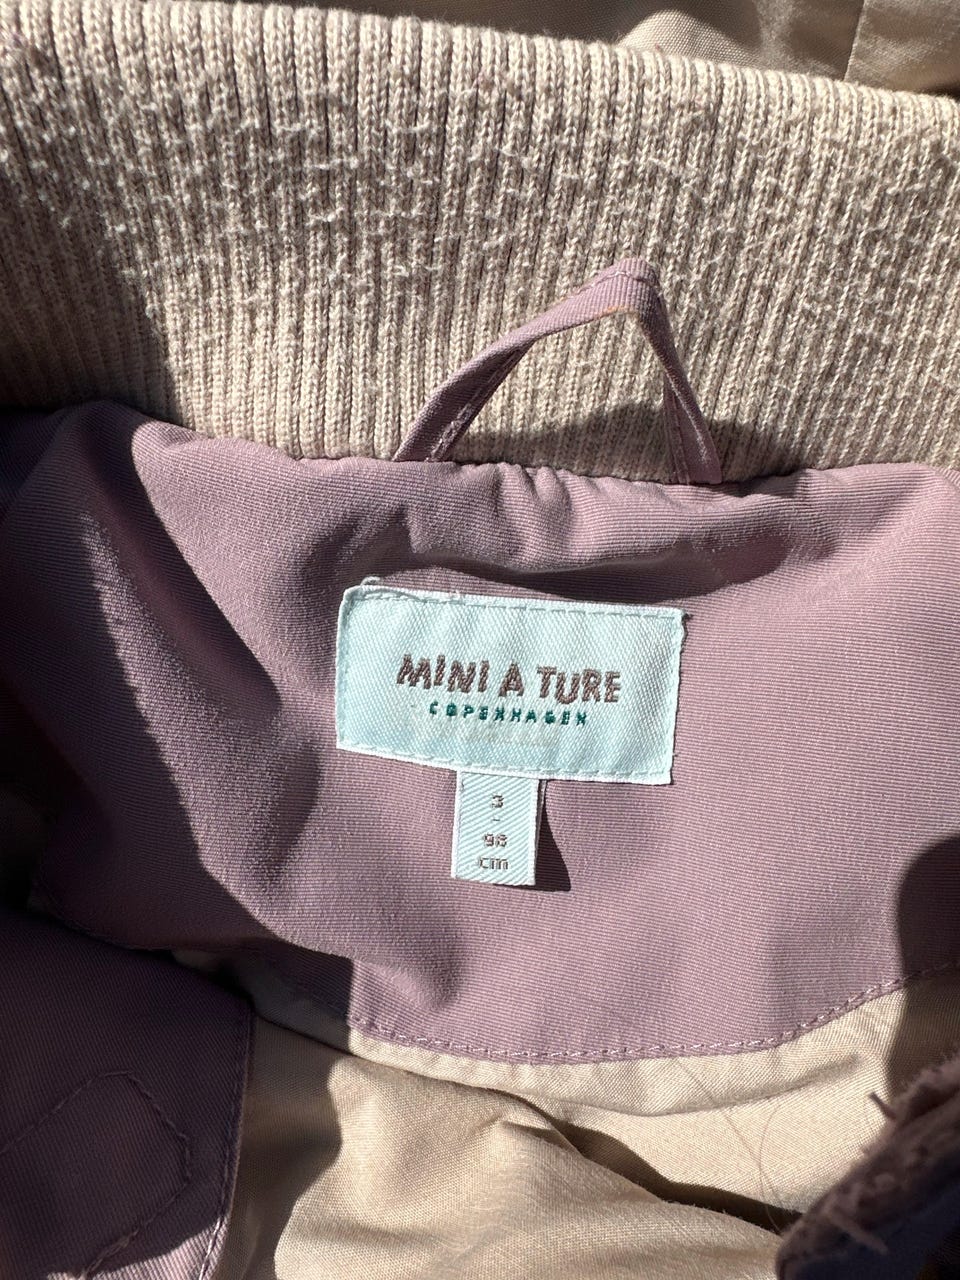 MINI A TURE
COPENHAGEN
3
-
98
cm